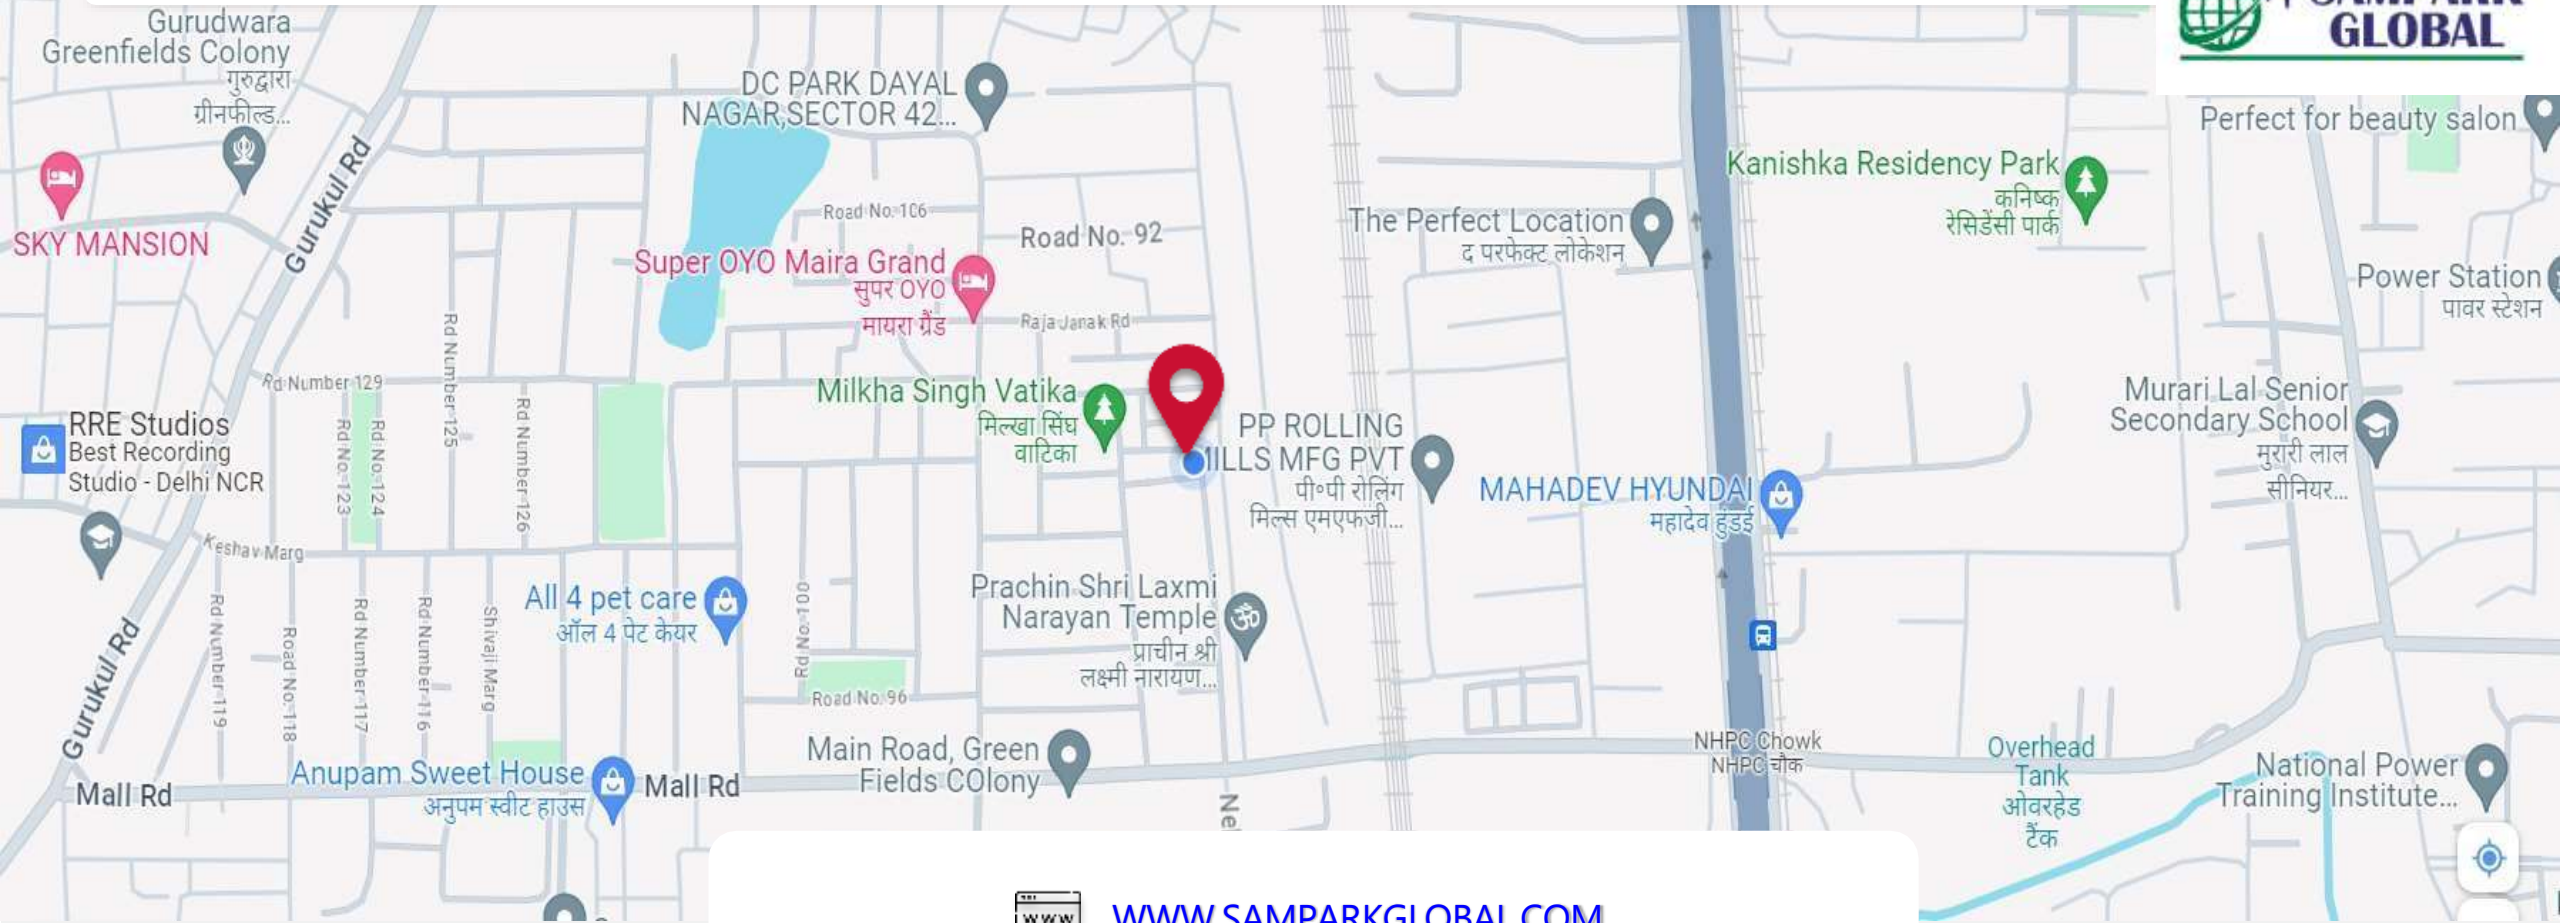 Gurudwara
Greenfields Colony
गुरुद्वारा
ग्रीनफील्ड...
SKY MANSION
Gurukul Rd
DC PARK DAYAL
NAGAR,SECTOR 42...
GLOBAL
Perfect for beauty salon
Kanishka Residency Park
कनिष्क
रेसिडेंसी पार्क
The Perfect Location
द परफेक्ट लोकेशन
Road No. 106
Road No. 92
Super OYO Maira Grand
सुपर OYO
मायरा ग्रैंड
Raja Janak Rd
Power Station
पावर स्टेशन
Rd Number 129
Rd Number 125
Rd Number 126
Rd No. 123
Rd No. 124
Milkha Singh Vatika
मिल्खा सिंघ
वाटिका
RRE Studios
Best Recording
Studio - Delhi NCR
PP ROLLING
MILLS MFG PVT
पी॰पी रोलिंग
मिल्स एमएफजी...
MAHADEV HYUNDAI
महादेव हुंडई
Murari Lal Senior
Secondary School
मुरारी लाल
सीनियर...
Keshav Marg
All 4 pet care
ऑल 4 पेट केयर
Rd No. 100
Prachin Shri Laxmi
Narayan Temple
प्राचीन श्री
लक्ष्मी नारायण...
Rd Number 119
Road No. 118
Rd Number 117
Rd Number 116
Shivaji Marg
Gurukul Rd
Road No. 96
Main Road, Green
Fields COlony
NHPC Chowk
NHPC चौक
Overhead
Tank
ओवरहेड
टैंक
National Power
Training Institute...
Mall Rd
Anupam Sweet House
अनुपम स्वीट हाउस
Mall Rd
www
WWW.SAMPARKGLOBAL.COM